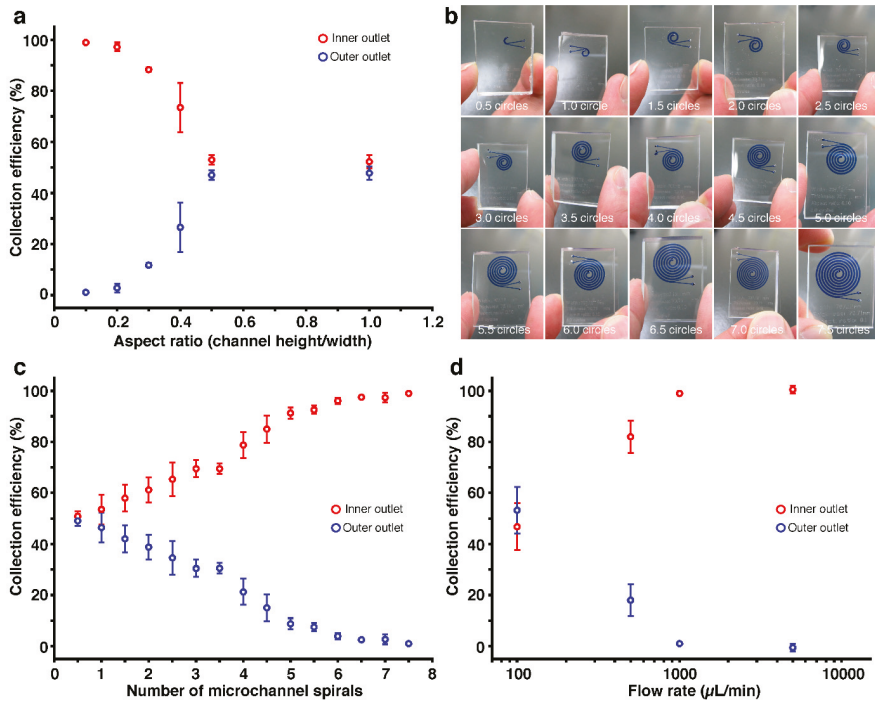 a
100
80
60
40
20
0
Collection efficiency (%)
Inner outlet
Outer outlet
0 0.2 0.4 0.6 0.8 1.0 1.2
Aspect ratio (channel height/width)
b
0.5 circles 1.0 circles 1.5 circles 2.0 circles 2.5 circles
3.0 circles 3.5 circles 4.0 circles 4.5 circles 5.0 circles
5.5 circles 6.0 circles 6.5 circles 7.0 circles 7.5 circles
c
100
80
60
40
20
0
Collection efficiency (%)
Inner outlet
Outer outlet
0 1 2 3 4 5 6 7 8
Number of microchannel spirals
d
100
80
60
40
20
0
Collection efficiency (%)
Inner outlet
Outer outlet
100 1000 10000
Flow rate (µL/min)